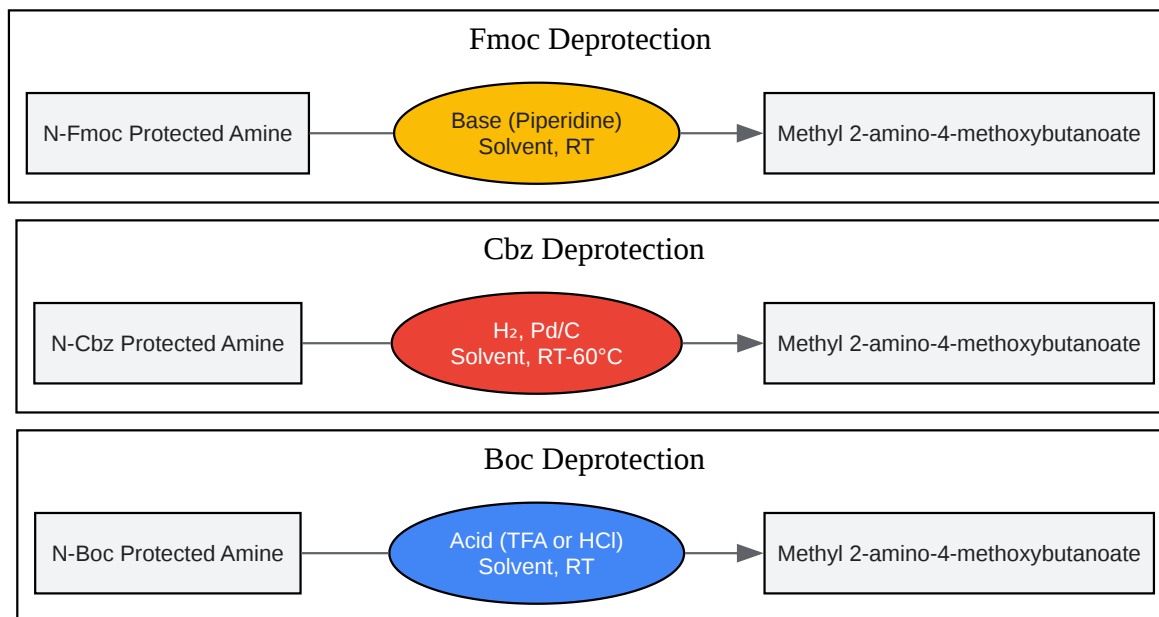 Fmoc Deprotection
N-Fmoc Protected Amine
Base (Piperidine)
Solvent, RT
Methyl 2-amino-4-methoxybutanoate
Cbz Deprotection
N-Cbz Protected Amine
H₂, Pd/C
Solvent, RT-60°C
Methyl 2-amino-4-methoxybutanoate
Boc Deprotection
N-Boc Protected Amine
Acid (TFA or HCl)
Solvent, RT
Methyl 2-amino-4-methoxybutanoate